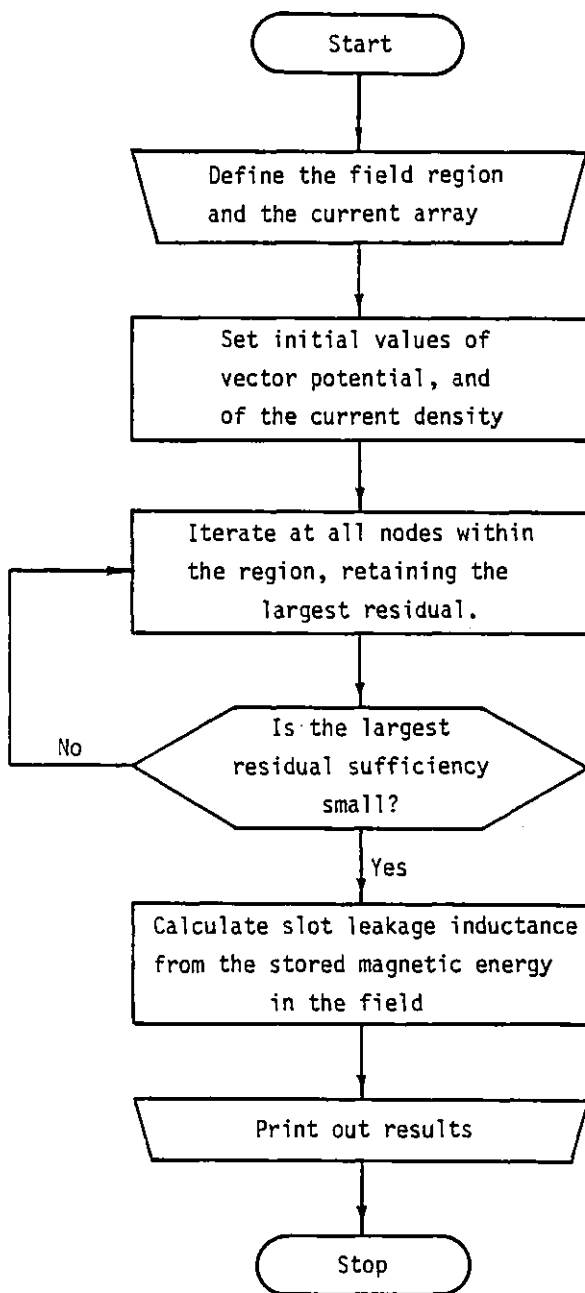 Start
Define the field region
and the current array
Set initial values of
vector potential, and
of the current density
Iterate at all nodes within
the region, retaining the
largest residual.
Is the largest
residual sufficiency
small?
No
Yes
Calculate slot leakage inductance
from the stored magnetic energy
in the field
Print out results
Stop